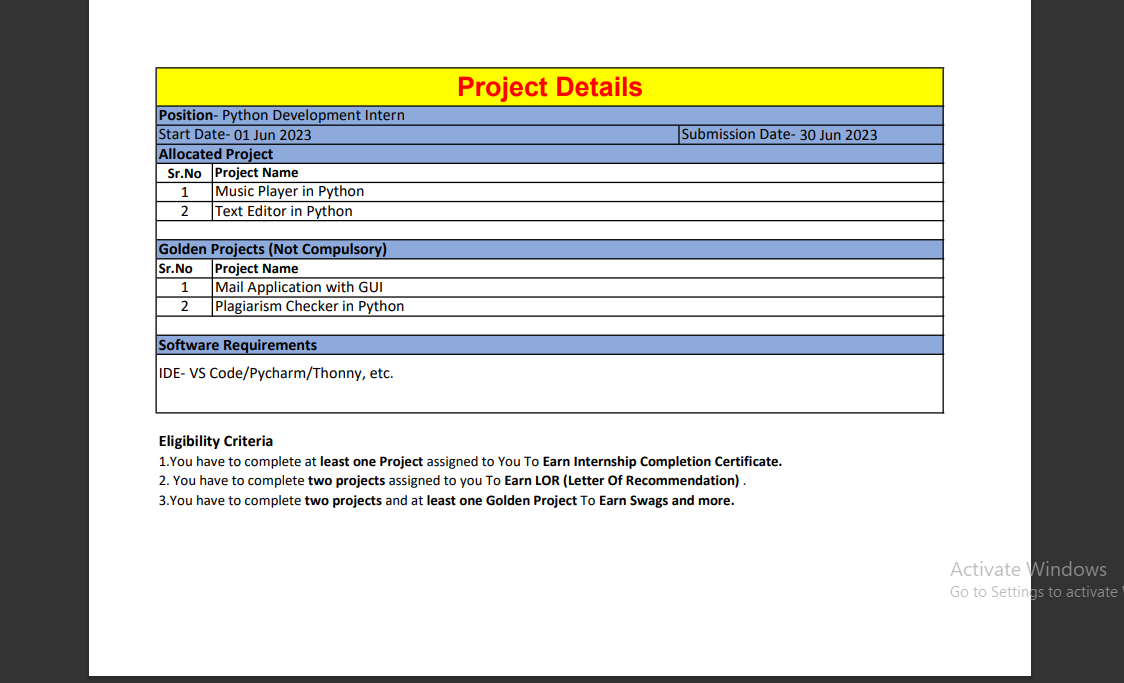 Project Details
Position- Python Development Intern
Start Date- 01 Jun 2023 Submission Date- 30 Jun 2023
Allocated Project
Sr.No Project Name
1 Music Player in Python
2 Text Editor in Python
Golden Projects (Not Compulsory)
Sr.No Project Name
1 Mail Application with GUI
2 Plagiarism Checker in Python
Software Requirements
IDE- VS Code/Pycharm/Thonny, etc.
Eligibility Criteria
1.You have to complete at least one Project assigned to You To Earn Internship Completion Certificate.
2. You have to complete two projects assigned to you To Earn LOR (Letter Of Recommendation) .
3.You have to complete two projects and at least one Golden Project To Earn Swags and more.
Activate Windows
Go to Settings to activate